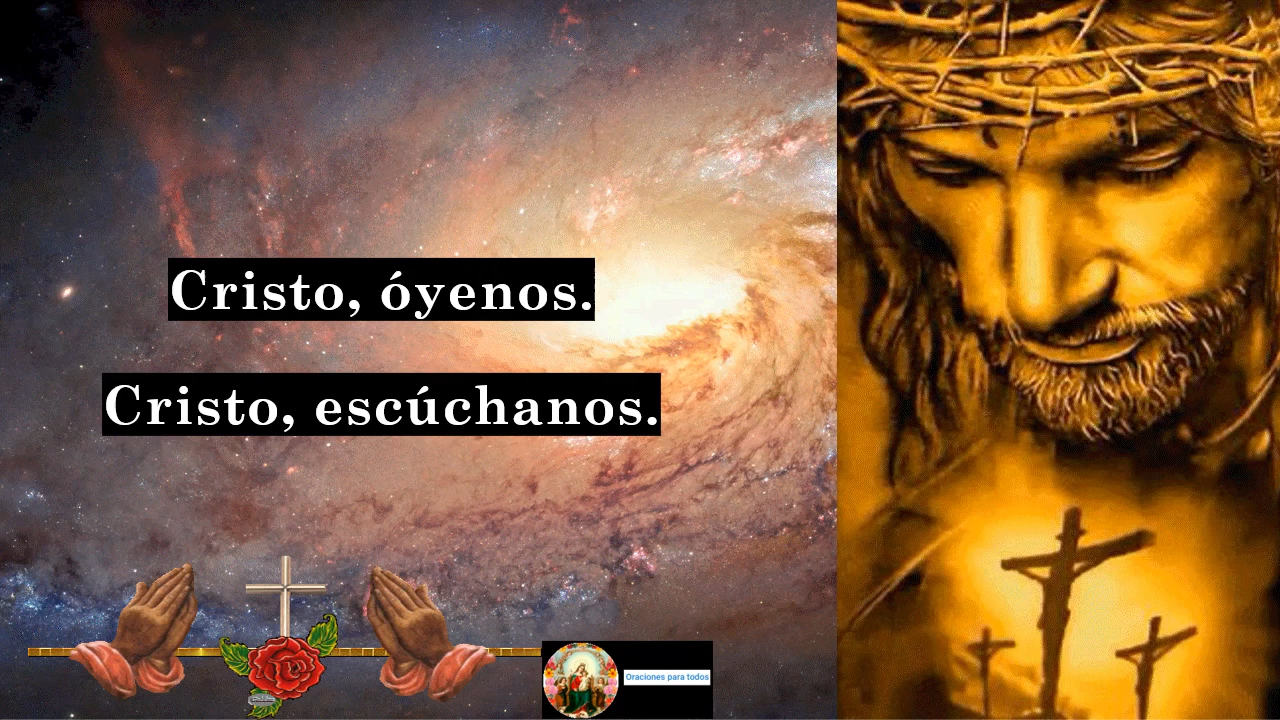 Cristo, óyenos.
Cristo, escúchanos.
Oraciones para todos